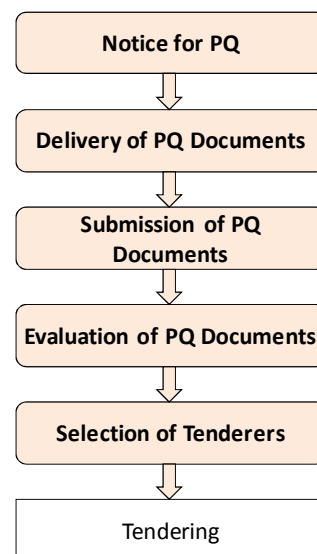 Notice for PQ
Delivery of PQ Documents
Submission of PQ
Documents
Evaluation of PQ Documents
Selection of Tenderers
Tendering